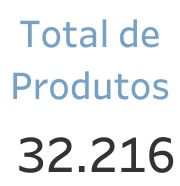 Total de
Produtos
32.216